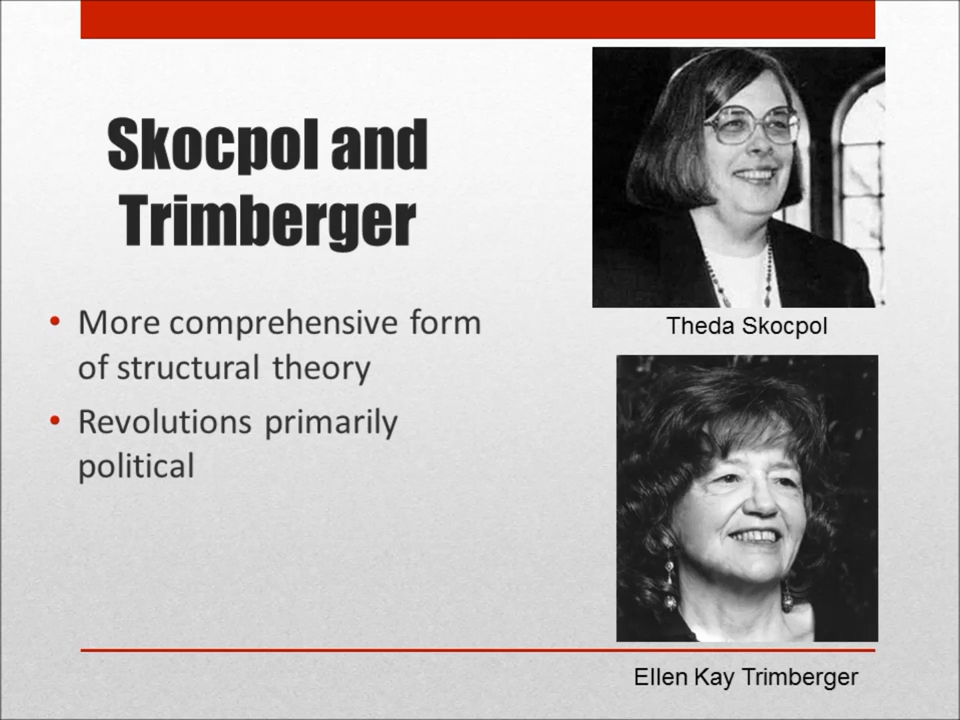 Skocpol and
Trimberger
• More comprehensive form
of structural theory
• Revolutions primarily
political
Theda Skocpol
Ellen Kay Trimberger